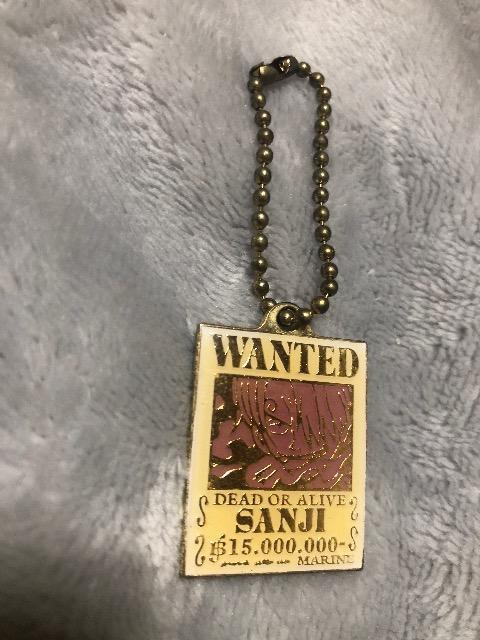 WANTED
DEAD OR ALIVE
SANJI
฿15.000.000-
MARINE